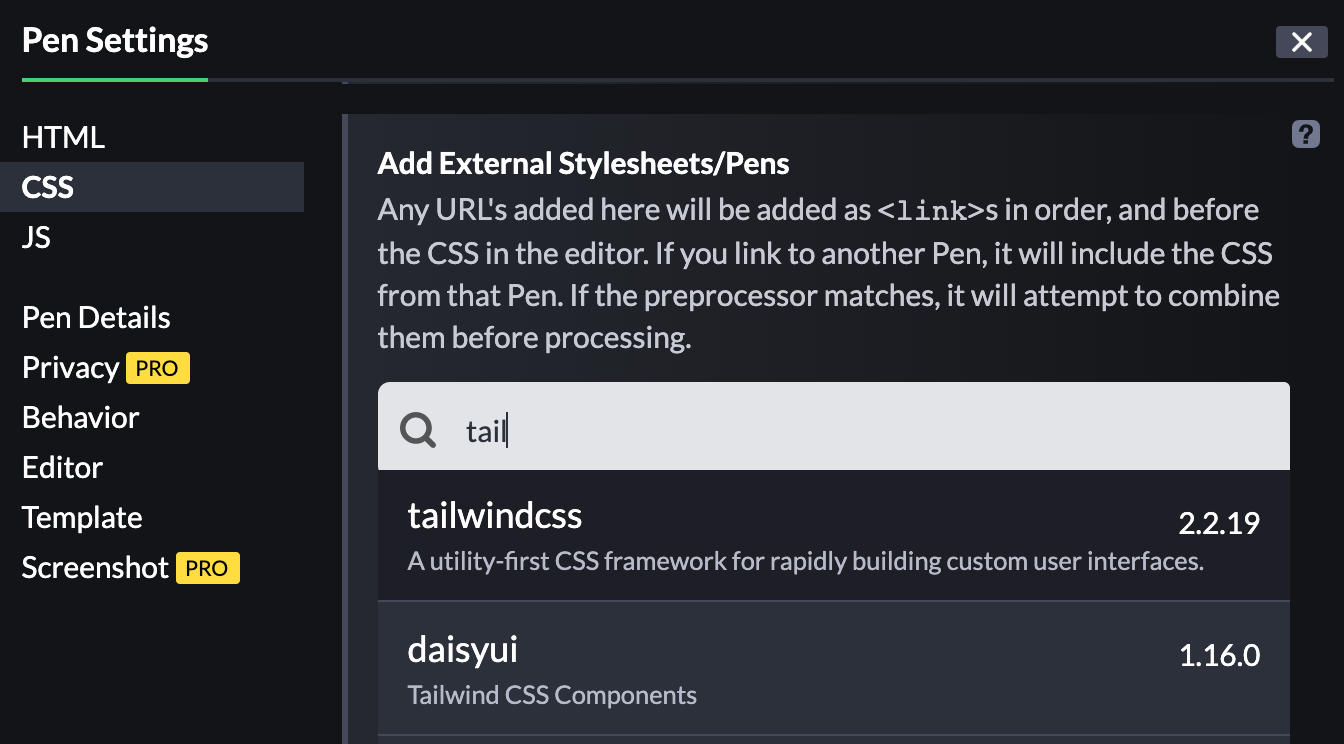 Pen Settings
HTML
CSS
JS
Pen Details
Privacy PRO
Behavior
Editor
Template
Screenshot PRO
?
Add External Stylesheets/Pens
Any URL's added here will be added as <link>s in order, and before
the CSS in the editor. If you link to another Pen, it will include the CSS
from that Pen. If the preprocessor matches, it will attempt to combine
them before processing.
tail
tailwindcss 2.2.19
A utility-first CSS framework for rapidly building custom user interfaces.
daisyui 1.16.0
Tailwind CSS Components